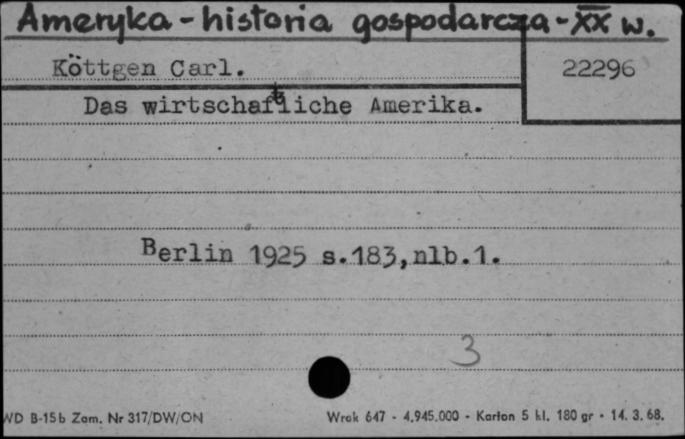 Ameryka - historia gospodarcza - XX w.
Köttgen Carl.
22296
Das wirtschaftliche Amerika.
Berlin 1925 s.183,nlb.1.
3
WD B-15b Zam. Nr 317/DW/ON
Wrok 647 - 4.945.000 - Karton 5 kl. 180 gr - 14. 3. 68.